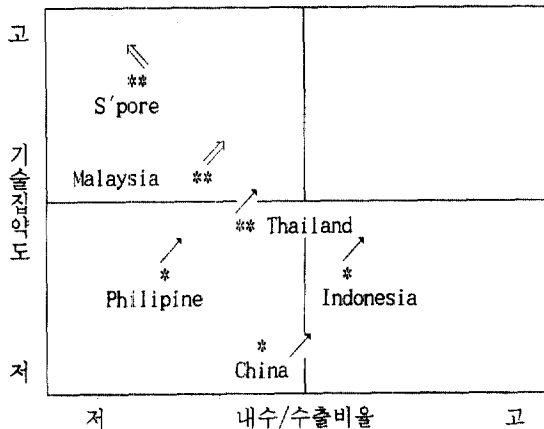 고
**
S'pore
기술집약도
Malaysia **
** Thailand
* *
Philipine Indonesia
*
China
저
저 내수/수출비율 고